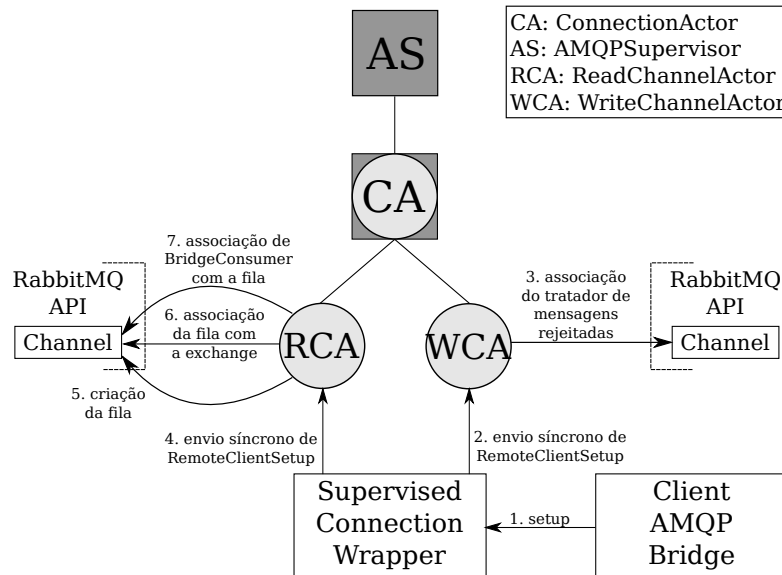 AS
CA: ConnectionActor
AS: AMQPSupervisor
RCA: ReadChannelActor
WCA: WriteChannelActor
CA
7. associação de
BridgeConsumer
com a fila
RabbitMQ
API
Channel
6. associação
da fila com
a exchange
5. criação
da fila
RCA
WCA
3. associação
do tratador de
mensagens
rejeitadas
RabbitMQ
API
Channel
4. envio síncrono de
RemoteClientSetup
2. envio síncrono de
RemoteClientSetup
Supervised
Connection
Wrapper
1. setup
Client
AMQP
Bridge